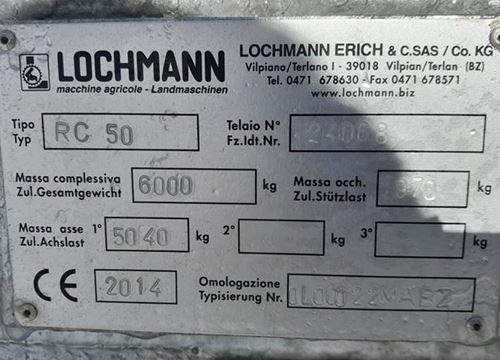 LOCHMANN
macchine agricole - Landmaschinen
LOCHMANN ERICH & C.SAS / Co. KG
Vilpiano/Terlano I - 39018 Vilpian/Terlan (BZ)
Tel. 0471 678630 - Fax 0471 678571
www.lochmann.biz
Tipo
Typ
RC 50
Telaio N°
Fz.Idt.Nr.
24068
Massa complessiva
Zul.Gesamtgewicht
6000 kg
Massa occh.
Zul.Stützlast
970 kg
Massa asse
Zul.Achslast
1° 5040 kg
2° kg
3° kg
CE
2014
Omologazione
Typisierung Nr.